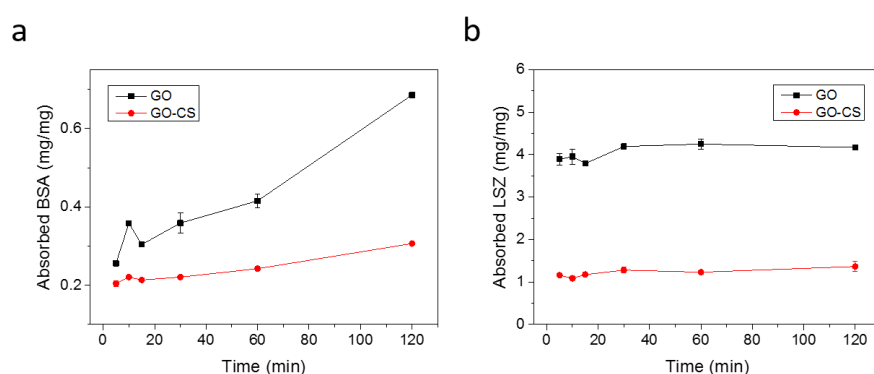 a
GO
GO-CS
Absorbed BSA (mg/mg)
0.6
0.4
0.2
0 20 40 60 80 100 120
Time (min)
b
GO
GO-CS
Absorbed LSZ (mg/mg)
6
5
4
3
2
1
0
0 20 40 60 80 100 120
Time (min)